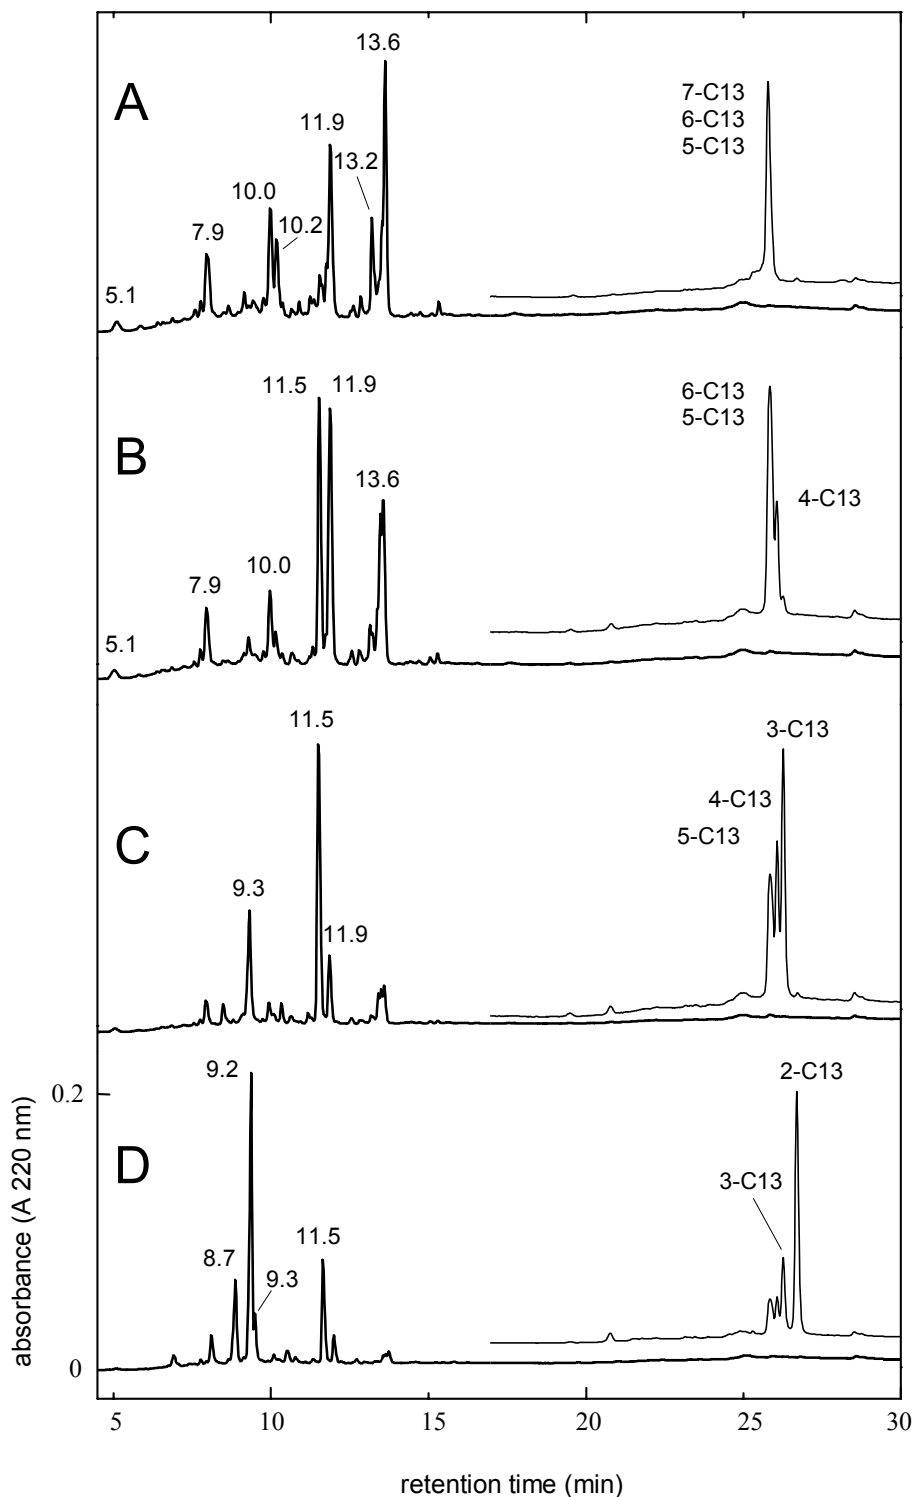 13.6
A
7-C13
6-C13
5-C13
11.9
13.2
10.0
10.2
7.9
5.1
11.5
11.9
6-C13
5-C13
B
13.6
4-C13
10.0
7.9
5.1
11.5
3-C13
4-C13
C
5-C13
9.3
11.9
9.2
2-C13
0.2
D
3-C13
11.5
8.7
9.3
absorbance (A 220 nm)
0
5
10
15
20
25
30
retention time (min)